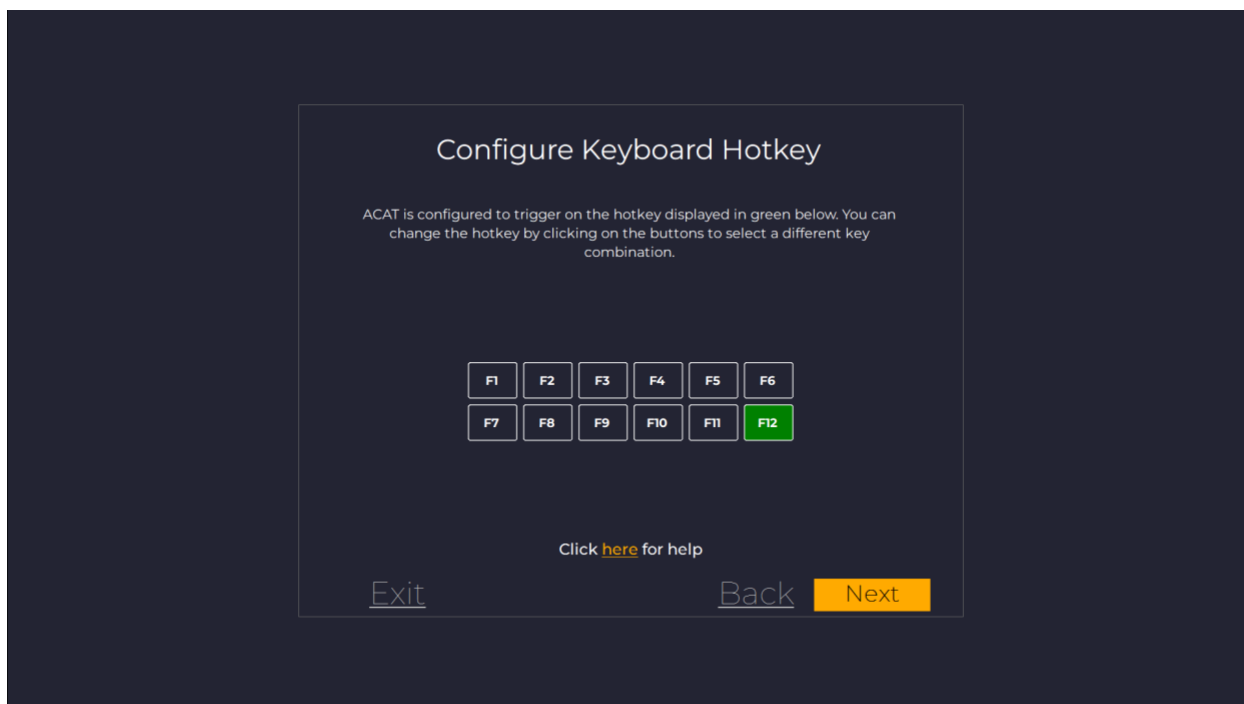 Configure Keyboard Hotkey
ACAT is configured to trigger on the hotkey displayed in green below. You can
change the hotkey by clicking on the buttons to select a different key
combination.
F1 F2 F3 F4 F5 F6
F7 F8 F9 F10 F11 F12
Click here for help
Exit Back Next